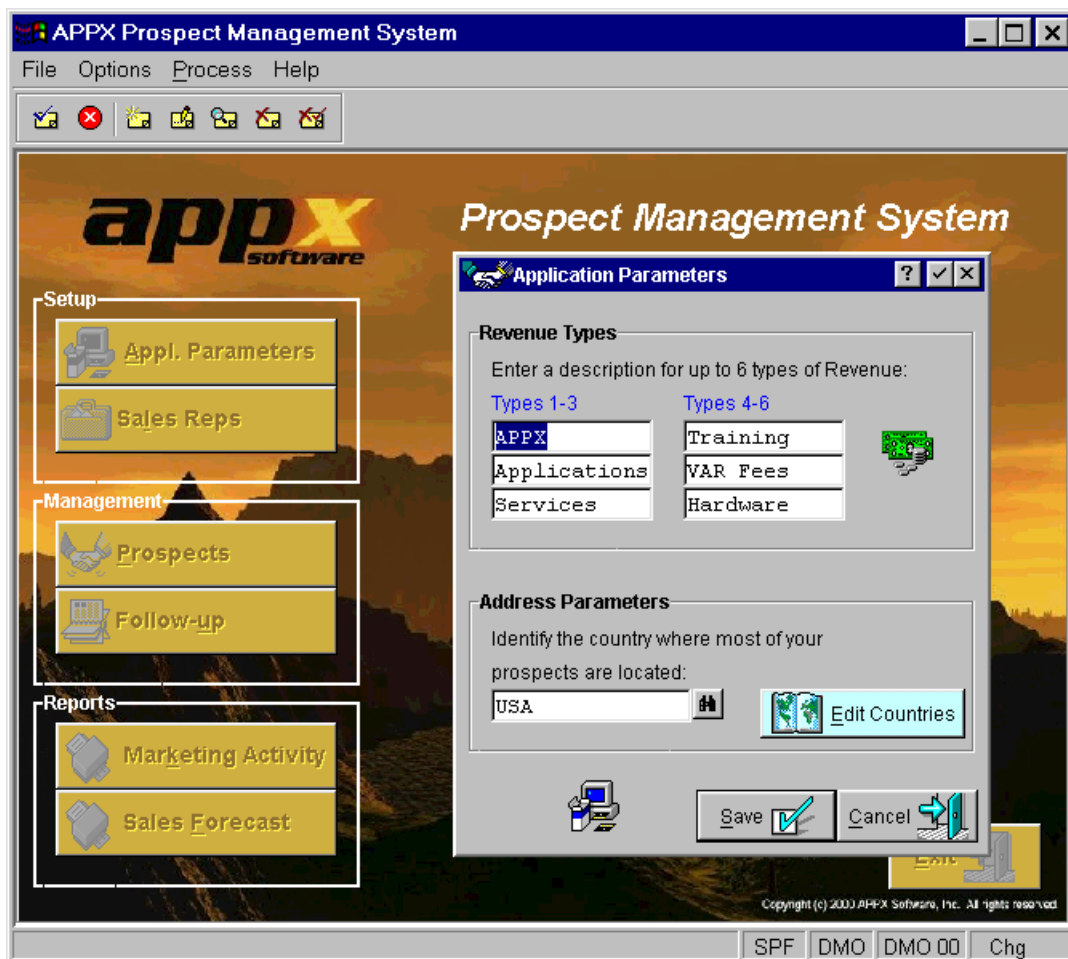 APPX Prospect Management System
File Options Process Help
appx
software
Prospect Management System
Setup
Appl. Parameters
Sales Reps
Management
Prospects
Follow-up
Reports
Marketing Activity
Sales Forecast
Application Parameters
Revenue Types
Enter a description for up to 6 types of Revenue:
Types 1-3 Types 4-6
APPX Training
Applications VAR Fees
Services Hardware
Address Parameters
Identify the country where most of your
prospects are located:
USA
Edit Countries
Save Cancel
Exit
Copyright (c) 2000 APPX Software, Inc. All rights reserved
SPF DMO DMO 00 Chg